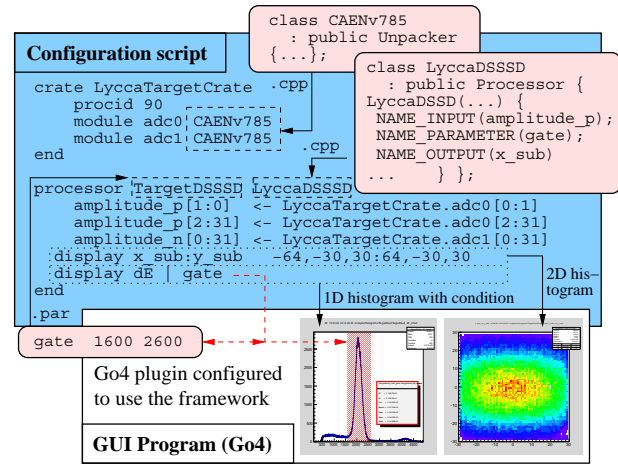 class CAENv785
: public Unpacker
{...};
Configuration script
class LyccaDSSSD
: public Processor {
LyccaDSSD(...) {
NAME_INPUT(amplitude_p);
NAME_PARAMETER(gate);
NAME_OUTPUT(x_sub)
... } };
crate LyccaTargetCrate
.cpp
procid 90
module adc0 CAENv785
module adc1 CAENv785
end
.cpp
processor TargetDSSSD LyccaDSSSD
amplitude_p[1:0] <- LyccaTargetCrate.adc0[0:1]
amplitude_p[2:31] <- LyccaTargetCrate.adc0[2:31]
amplitude_n[0:31] <- LyccaTargetCrate.adc1[0:31]
display x_sub:y_sub -64,-30,30:64,-30,30
display dE | gate
end
.par
1D histogram with condition
2D his-
togram
gate 1600 2600
Go4 plugin configured
to use the framework
GUI Program (Go4)